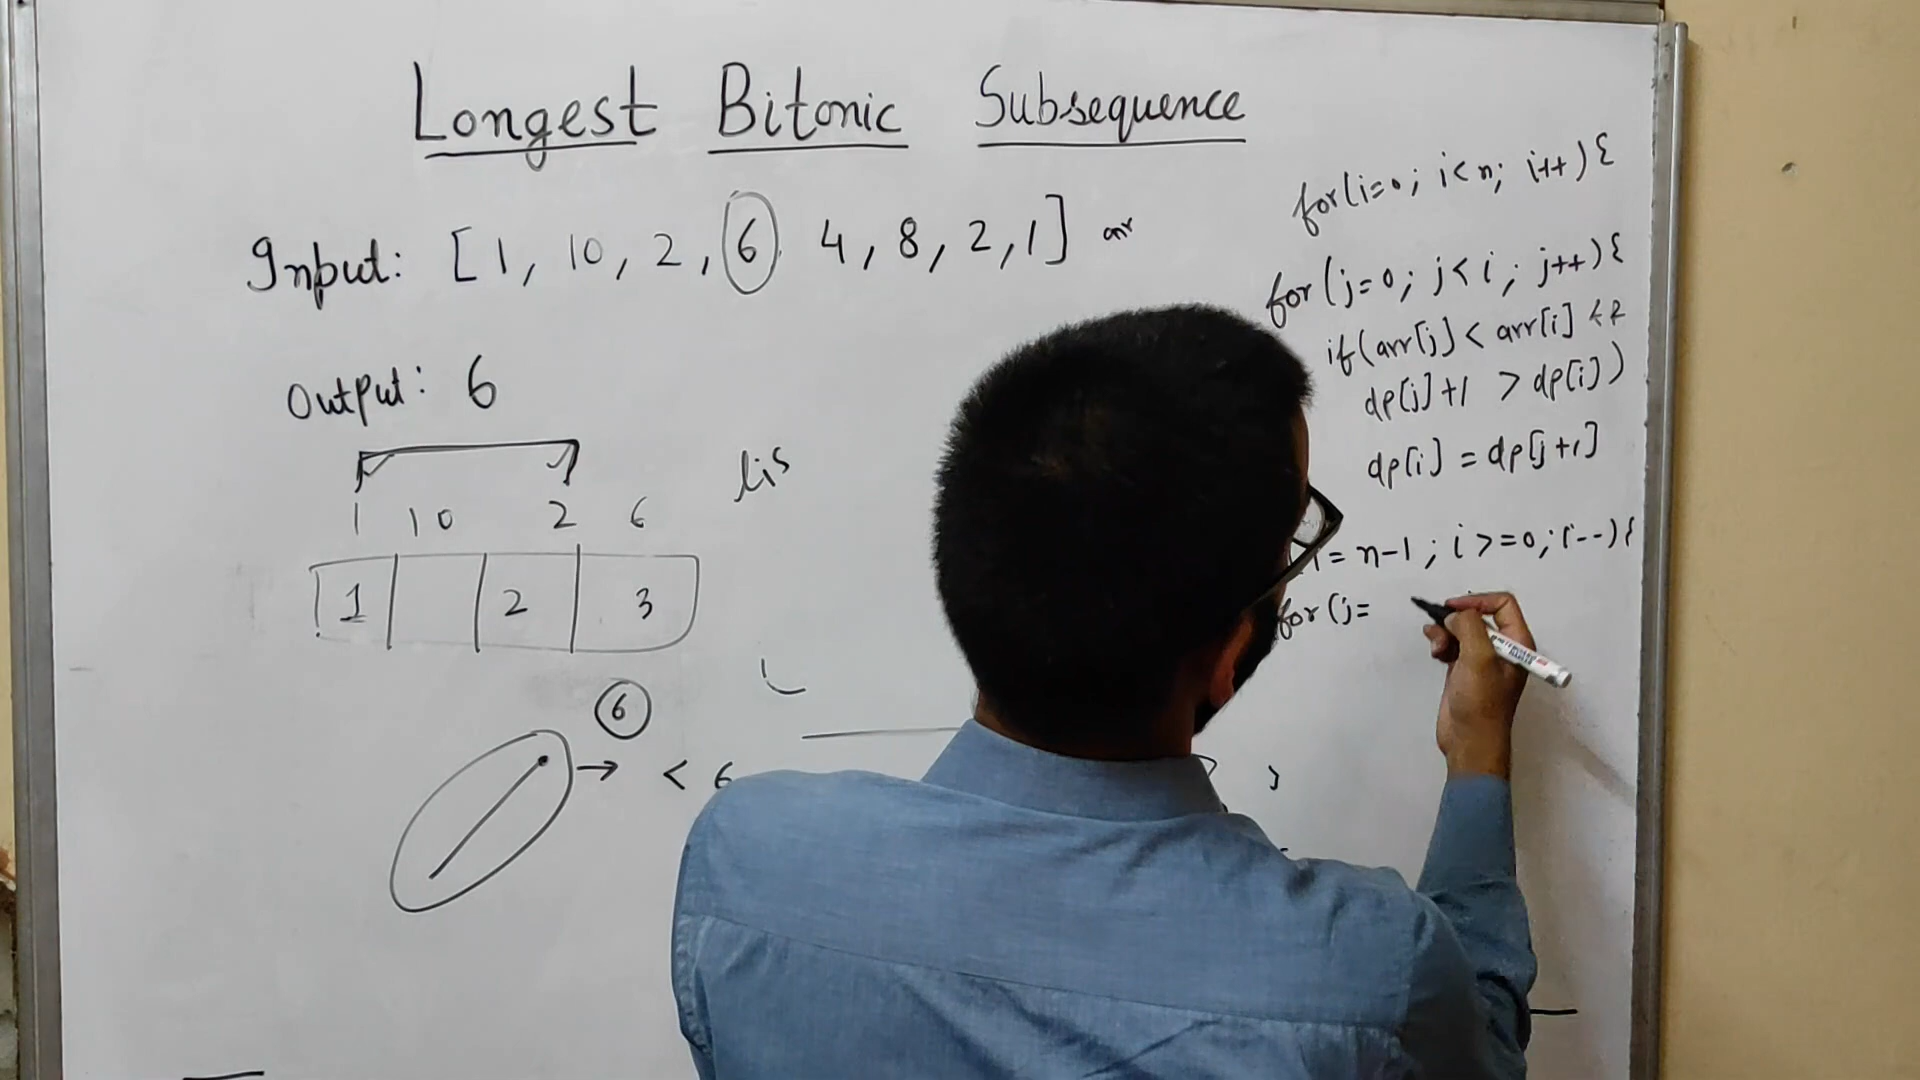 Longest Bitonic Subsequence
Input: [1, 10, 2, 6 4, 8, 2, 1] arr
Output: 6
lis
1 10 2 6
1 2 3
6
< 6
for(i=0; i<n; i++){
for(j=0; j<i; j++){
if(arr[j] < arr[i] &&
dp[j]+1 > dp[i])
dp[i] = dp[j+1]
i = n-1; i>=0; i--){
for(j=